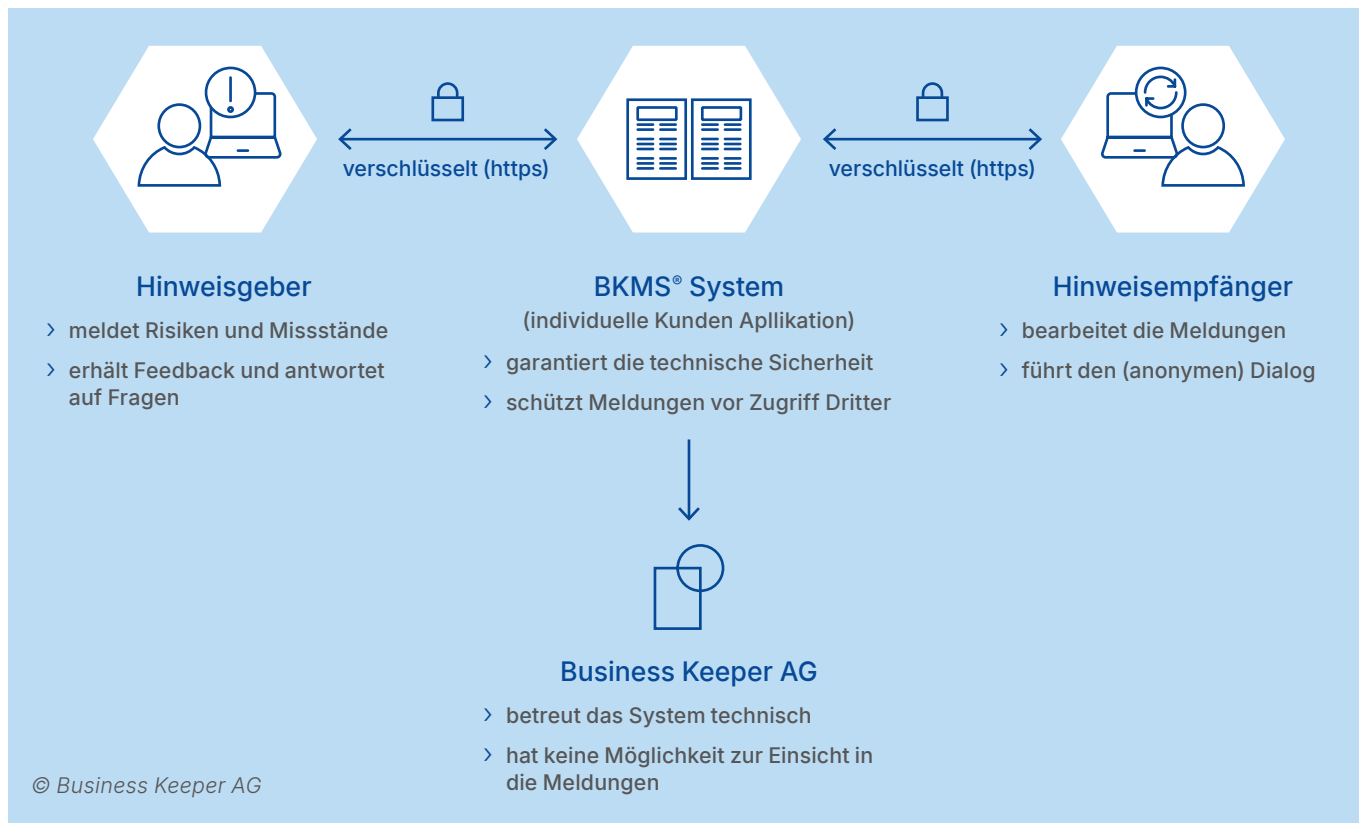 verschlüsselt (https)
verschlüsselt (https)
Hinweisgeber
› meldet Risiken und Missstände
› erhält Feedback und antwortet
auf Fragen
BKMS® System
(individuelle Kunden Apllikation)
› garantiert die technische Sicherheit
› schützt Meldungen vor Zugriff Dritter
Hinweisempfänger
› bearbeitet die Meldungen
› führt den (anonymen) Dialog
Business Keeper AG
› betreut das System technisch
› hat keine Möglichkeit zur Einsicht in
die Meldungen
© Business Keeper AG